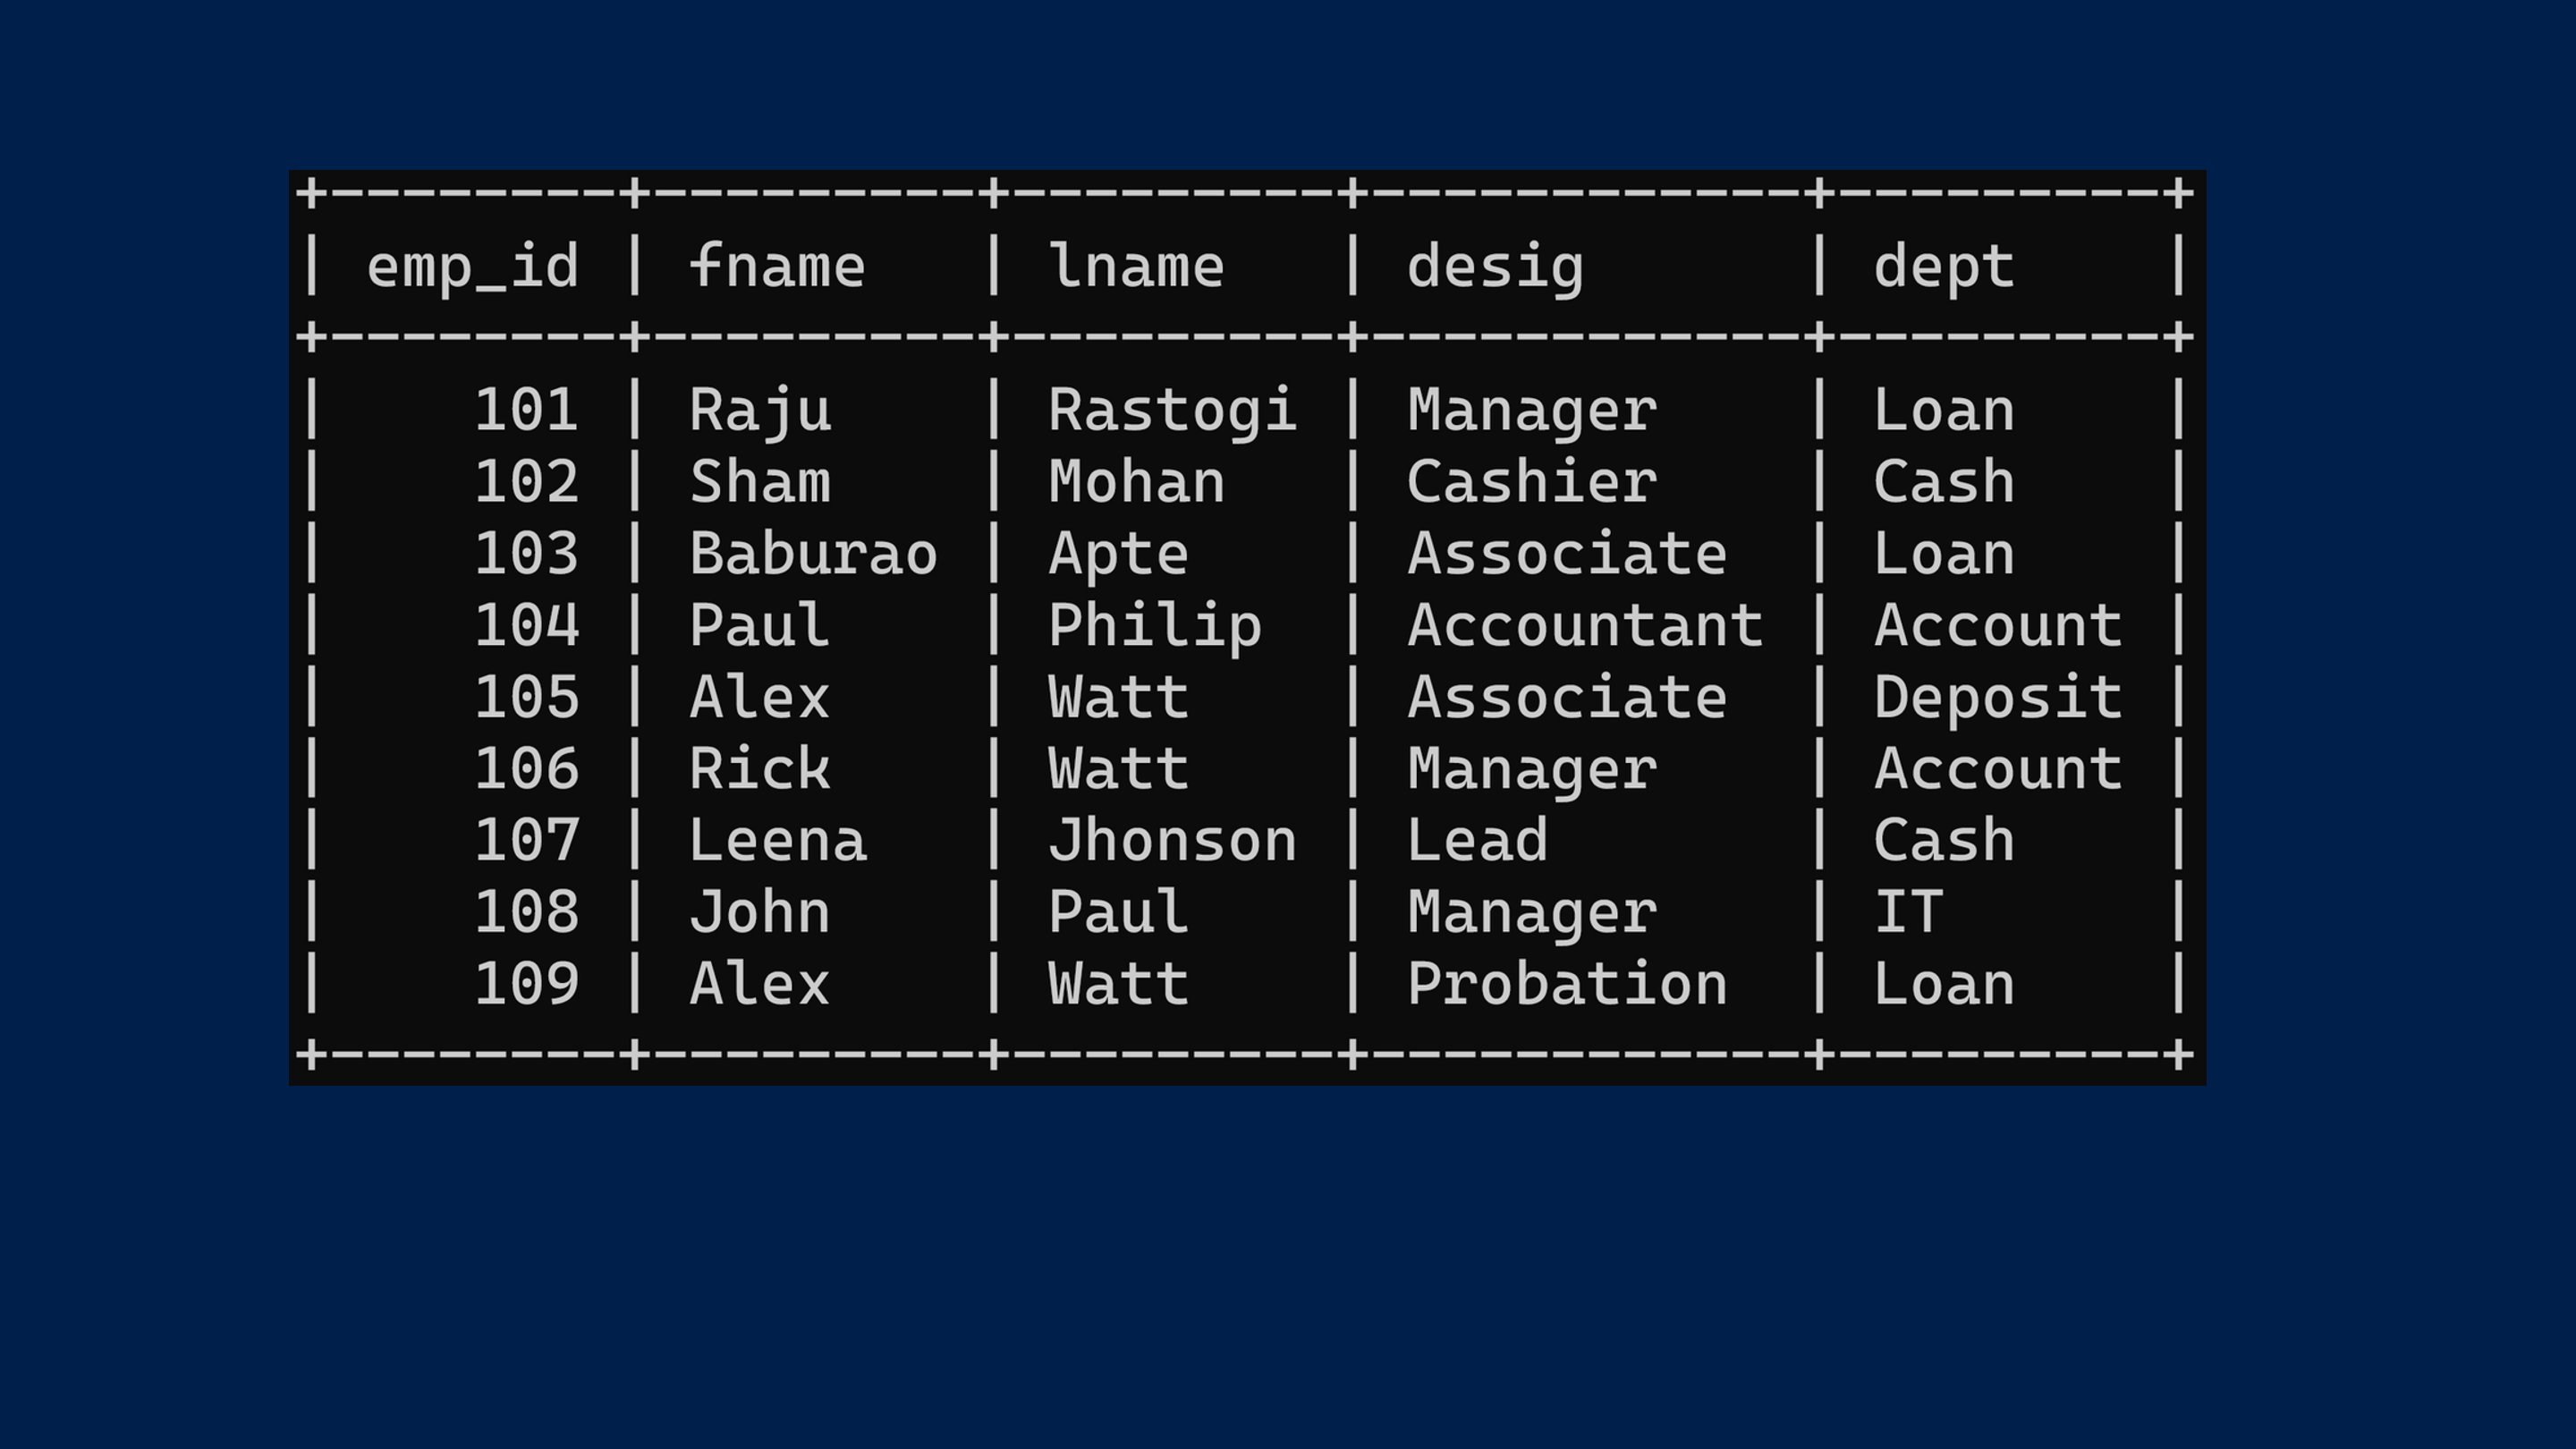 +--------+---------+---------+------------+---------+
| emp_id | fname   | lname   | desig      | dept    |
+--------+---------+---------+------------+---------+
|    101 | Raju    | Rastogi | Manager    | Loan    |
|    102 | Sham    | Mohan   | Cashier    | Cash    |
|    103 | Baburao | Apte    | Associate  | Loan    |
|    104 | Paul    | Philip  | Accountant | Account |
|    105 | Alex    | Watt    | Associate  | Deposit |
|    106 | Rick    | Watt    | Manager    | Account |
|    107 | Leena   | Jhonson | Lead       | Cash    |
|    108 | John    | Paul    | Manager    | IT      |
|    109 | Alex    | Watt    | Probation  | Loan    |
+--------+---------+---------+------------+---------+